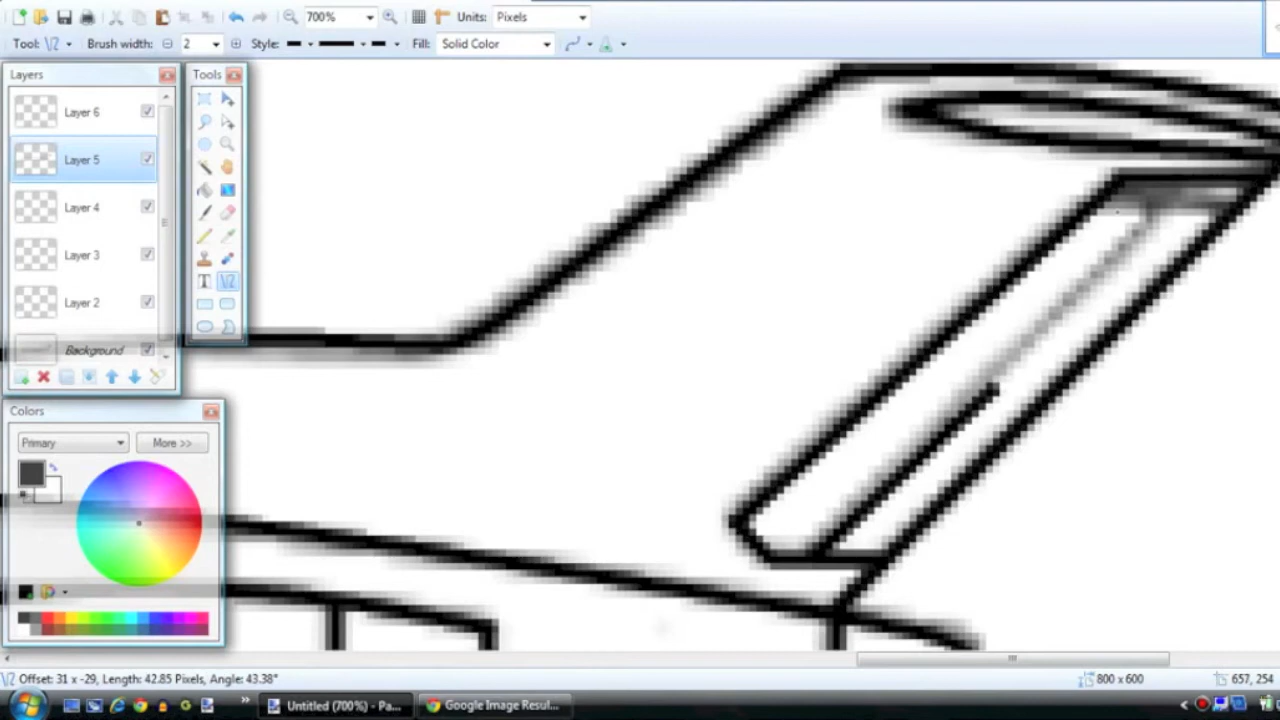 700% Units: Pixels
Tool: Brush width: 2 Style: Fill: Solid Color
Layers
Tools
Layer 6
Layer 5
Layer 4
Layer 3
Layer 2
Background
T
Colors
Primary More >>
Offset: 31 x -29, Length: 42.85 Pixels, Angle: 43.38° 800 x 600 657, 254
Untitled (700%) - Pa... Google Image Resul...